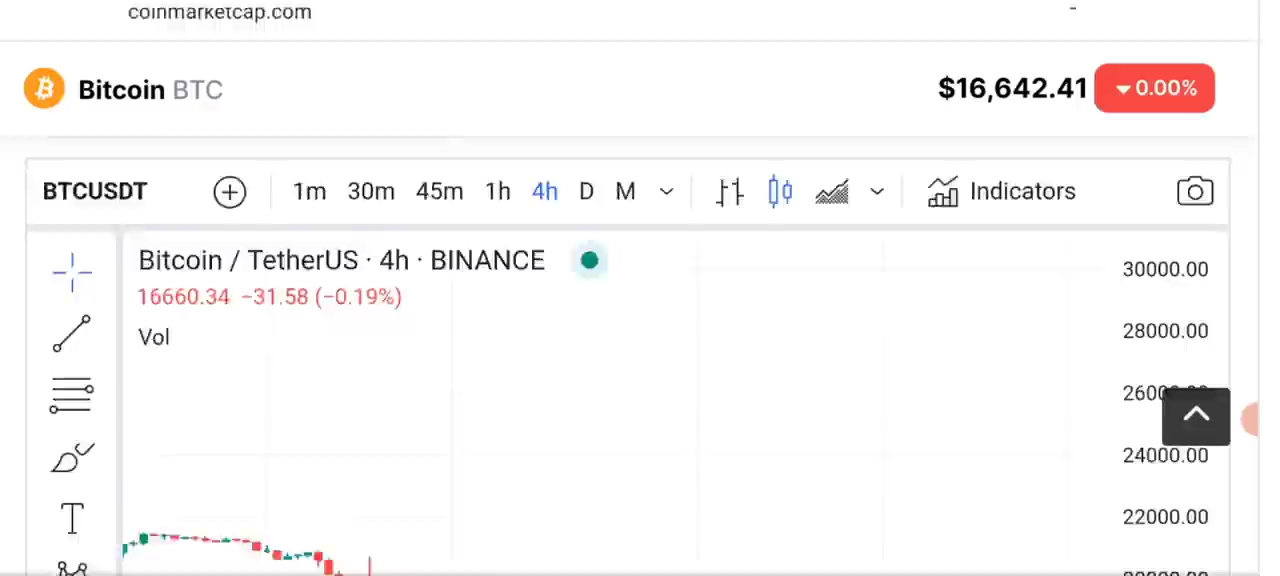 coinmarketcap.com
Bitcoin BTC $16,642.41 0.00%
BTCUSDT 1m 30m 45m 1h 4h D M Indicators
Bitcoin / TetherUS · 4h · BINANCE
16660.34 −31.58 (−0.19%)
Vol
30000.00
28000.00
24000.00
22000.00